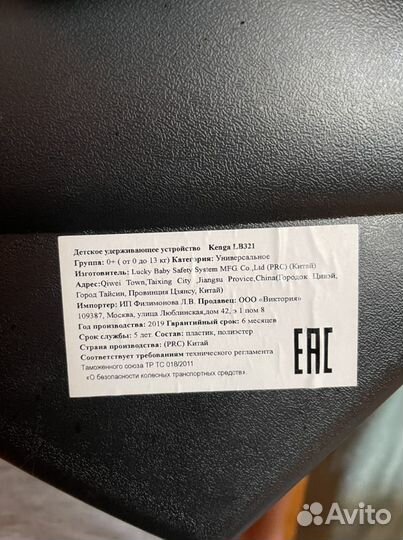 Детское удерживающее устройство Kenga LB321
Группа: 0+ ( от 0 до 13 кг) Категория: Универсальное
Изготовитель: Lucky Baby Safety System MFG. Co.,Ltd (PRC) (Китай)
Адрес:Qiwei Town,Taixing City ,Jiangsu Provice,China(Городок Цивэй,
Город Тайсин, Провинция Цзянсу, Китай)
Импортер: ИП Филимонова Л.В. Продавец: ООО «Виктория»
109387, Москва, улица Люблинская,дом 42, э 1 пом 8
Год производства: 2019 Гарантийный срок: 6 месяцев
Срок службы: 5 лет. Состав: пластик, полиэстер
Страна производства: (PRC) Китай
Соответствует требованиям технического регламента
Таможенного союза ТР ТС 018/2011
«О безопасности колесных транспортных средств».
EAC
Avito